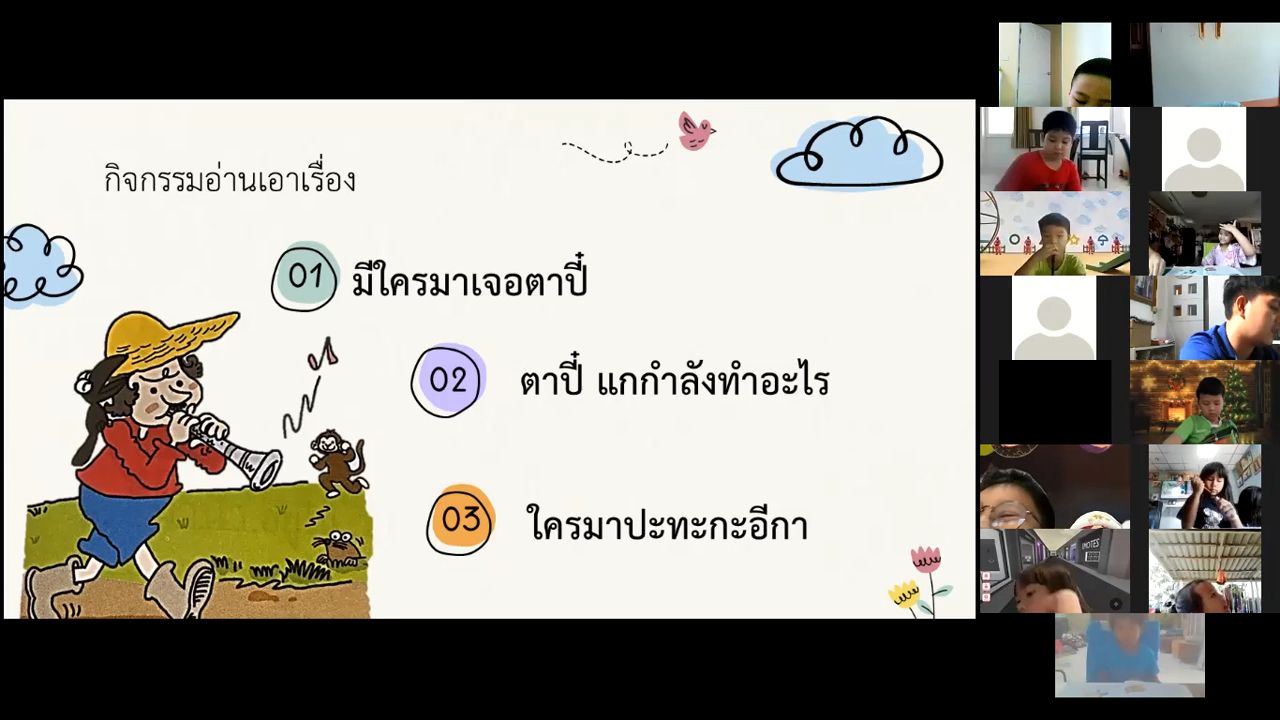 กิจกรรมอ่านเอาเรื่อง
01 มีใครมาเจอตาปี๋
02 ตาปี๋ แกกำลังทำอะไร
03 ใครมาปะทะกะอีกา